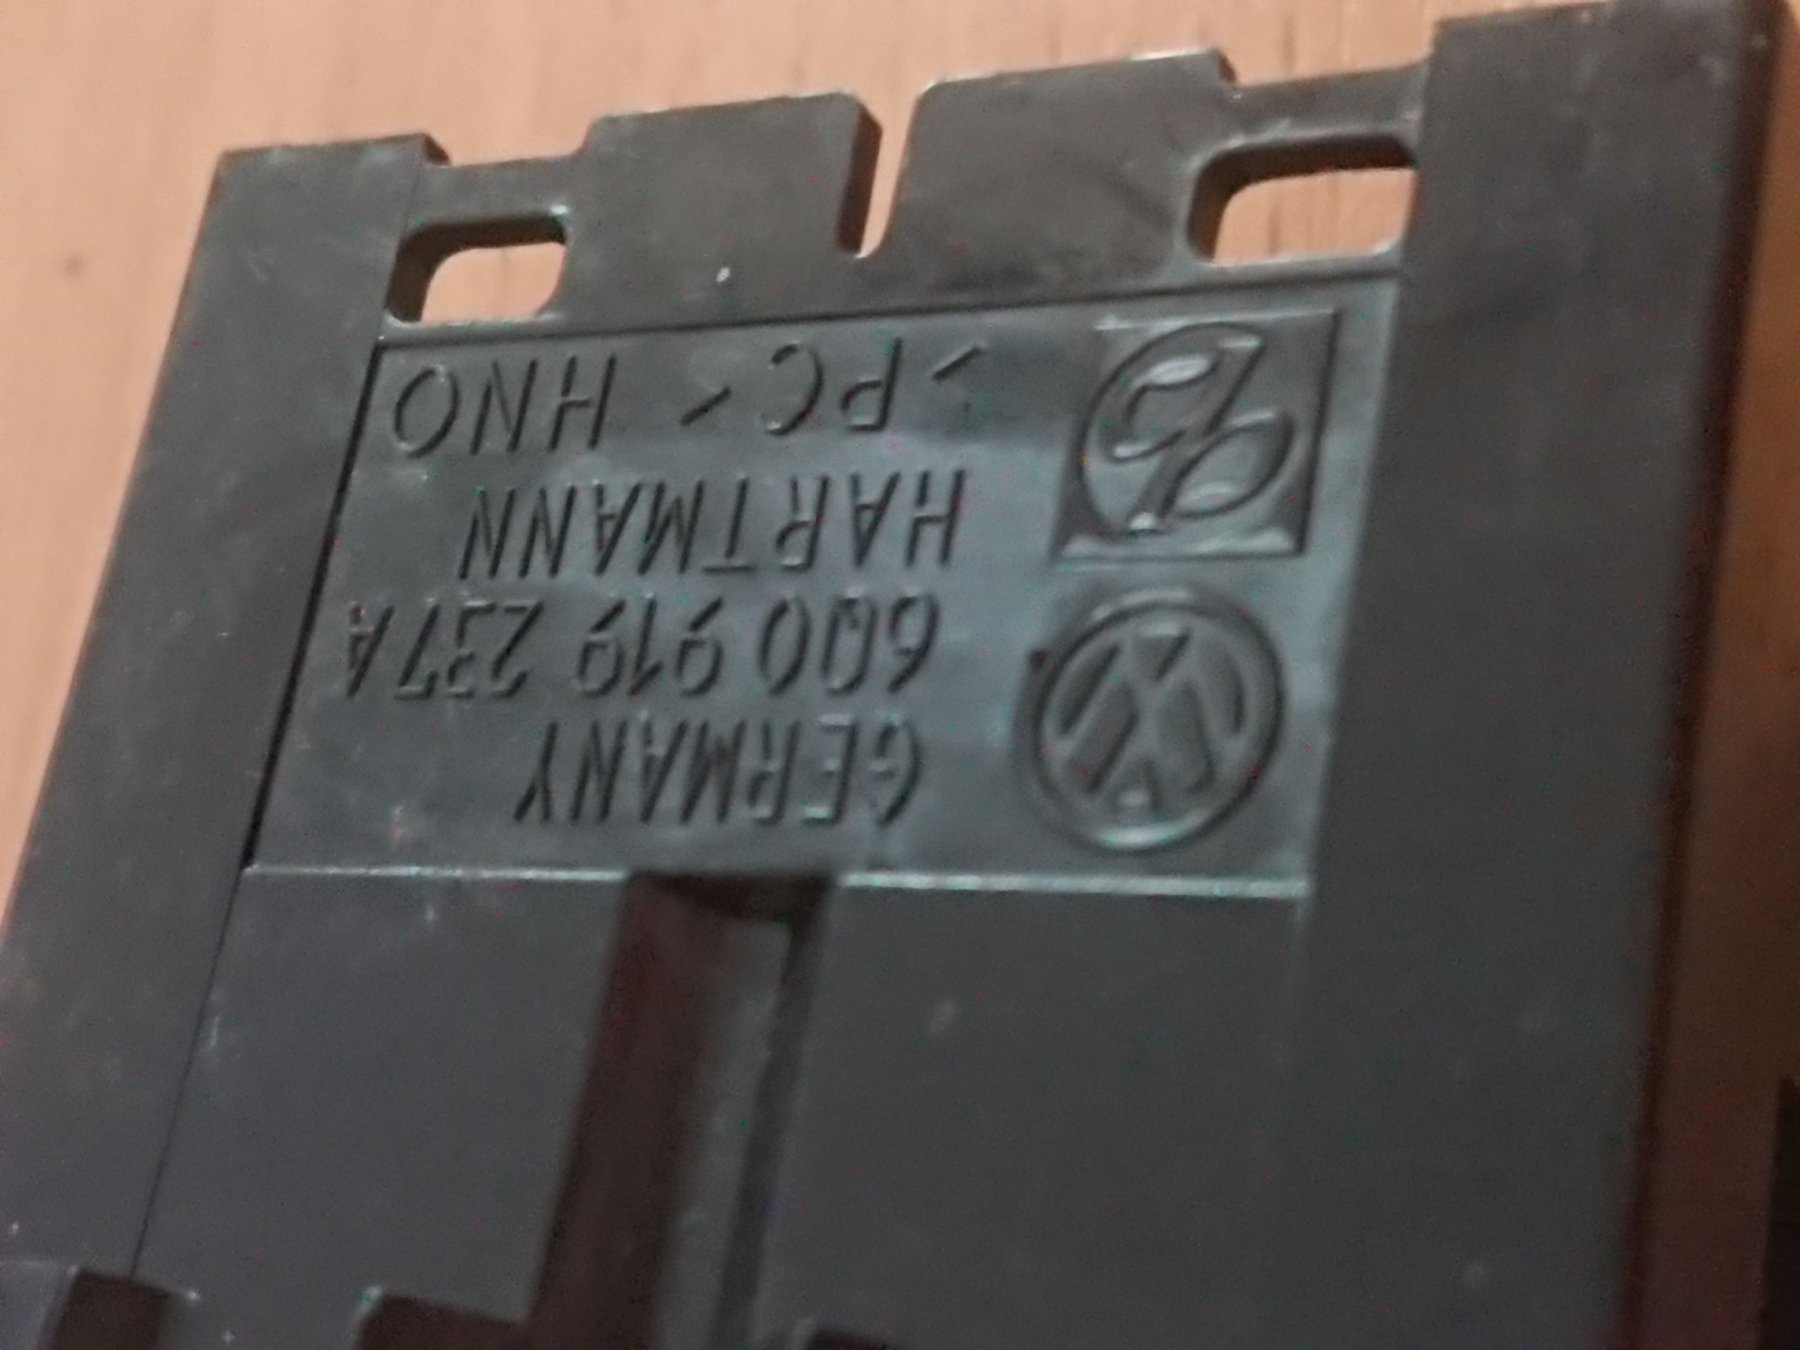 GERMANY
6Q0 919 237A
HARTMANN
>PC< HNO